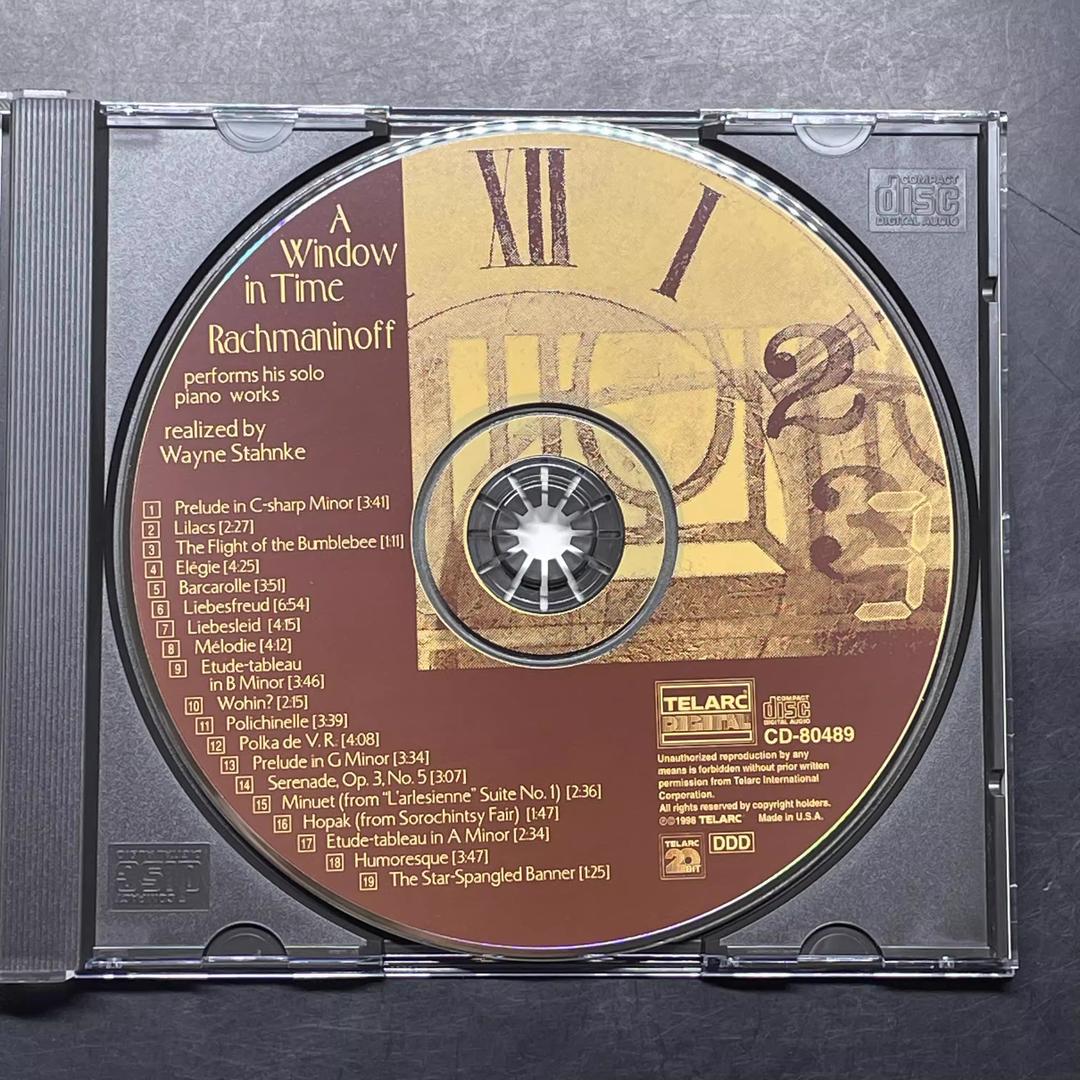 A
Window
in Time
Rachmaninoff
performs his solo
piano works
realized by
Wayne Stahnke
1 Prelude in C-sharp Minor [3:41]
2 Lilacs [2:27]
3 The Flight of the Bumblebee [1:11]
4 Elégie [4:25]
5 Barcarolle [3:51]
6 Liebesfreud [6:54]
7 Liebesleid [4:15]
8 Mélodie [4:12]
9 Etude-tableau
in B Minor [3:46]
10 Wohin? [2:15]
11 Polichinelle [3:39]
12 Polka de V. R. [4:08]
13 Prelude in G Minor [3:34]
14 Serenade, Op. 3, No. 5 [3:07]
15 Minuet (from "L'arlesienne" Suite No. 1) [2:36]
16 Hopak (from Sorochintsy Fair) [1:47]
17 Etude-tableau in A Minor [2:34]
18 Humoresque [3:47]
19 The Star-Spangled Banner [1:25]
XII
I
2
3
3
TELARC
DIGITAL
COMPACT
disc
DIGITAL AUDIO
CD-80489
Unauthorized reproduction by any
means is forbidden without prior written
permission from Telarc International
Corporation.
All rights reserved by copyright holders.
℗©1998 TELARC Made in U.S.A.
TELARC
20
BIT
DDD
COMPACT
disc
DIGITAL AUDIO